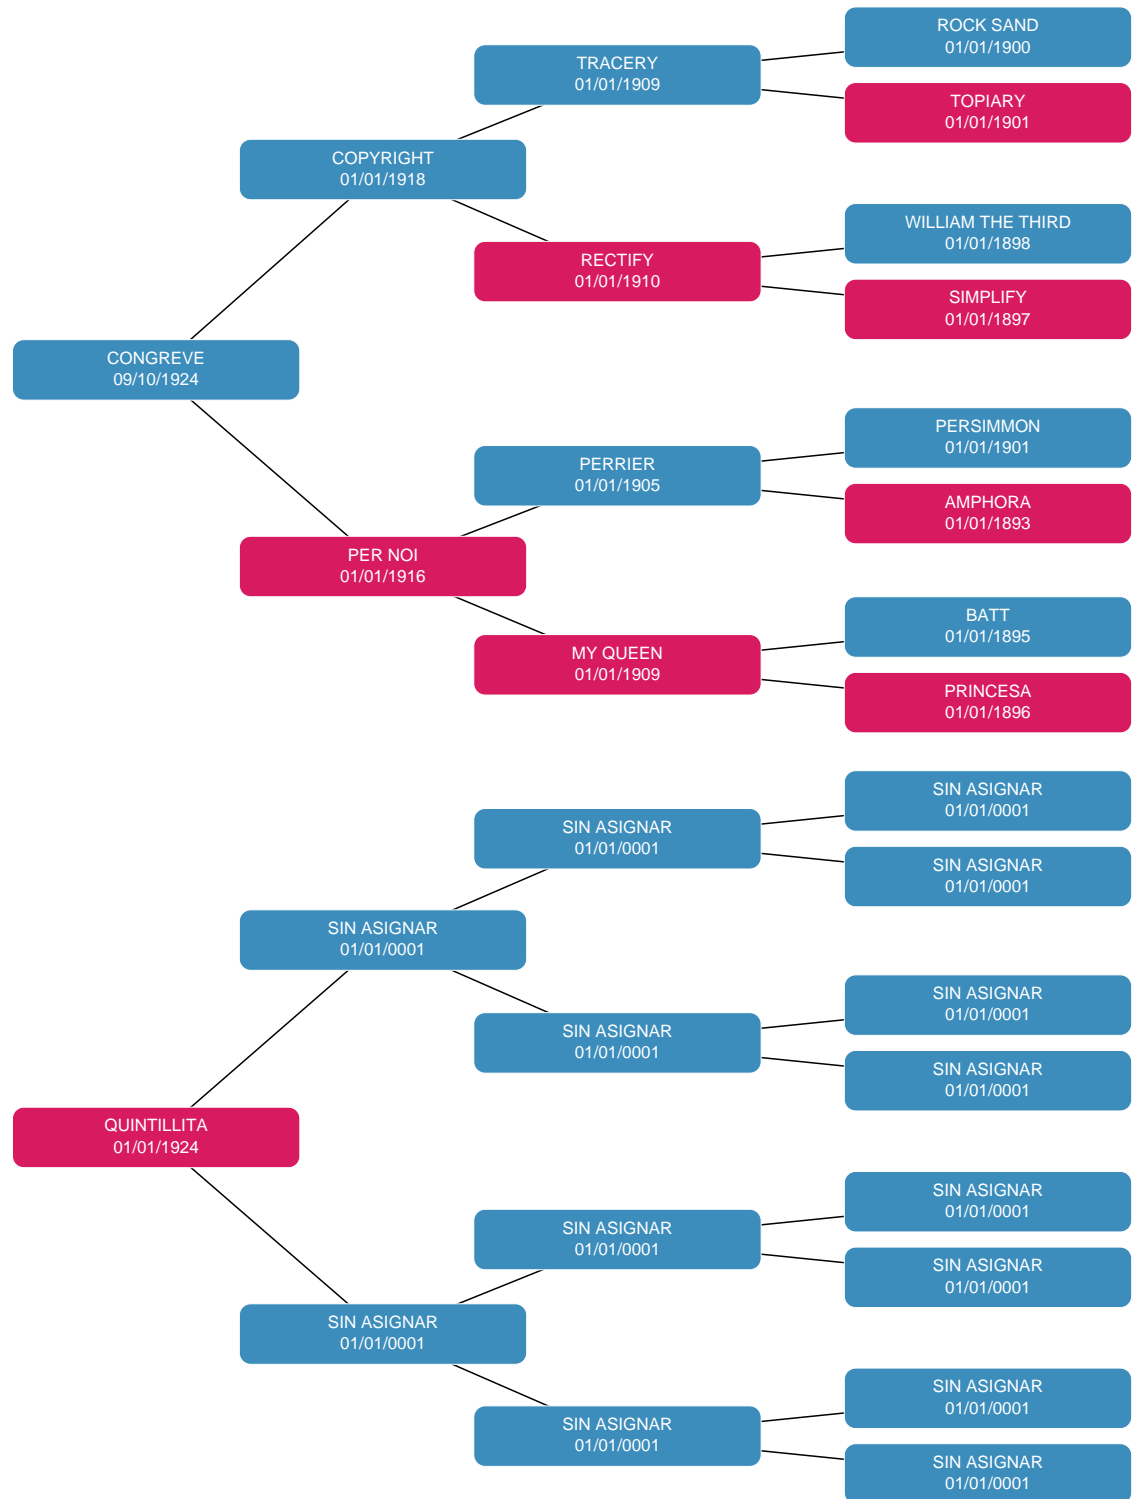 ROCK SAND
01/01/1900
TRACERY
01/01/1909
TOPIARY
01/01/1901
COPYRIGHT
01/01/1918
WILLIAM THE THIRD
01/01/1898
RECTIFY
01/01/1910
SIMPLIFY
01/01/1897
CONGREVE
09/10/1924
PERSIMMON
01/01/1901
PERRIER
01/01/1905
AMPHORA
01/01/1893
PER NOI
01/01/1916
BATT
01/01/1895
MY QUEEN
01/01/1909
PRINCESA
01/01/1896
SIN ASIGNAR
01/01/0001
SIN ASIGNAR
01/01/0001
SIN ASIGNAR
01/01/0001
SIN ASIGNAR
01/01/0001
SIN ASIGNAR
01/01/0001
SIN ASIGNAR
01/01/0001
SIN ASIGNAR
01/01/0001
QUINTILLITA
01/01/1924
SIN ASIGNAR
01/01/0001
SIN ASIGNAR
01/01/0001
SIN ASIGNAR
01/01/0001
SIN ASIGNAR
01/01/0001
SIN ASIGNAR
01/01/0001
SIN ASIGNAR
01/01/0001
SIN ASIGNAR
01/01/0001